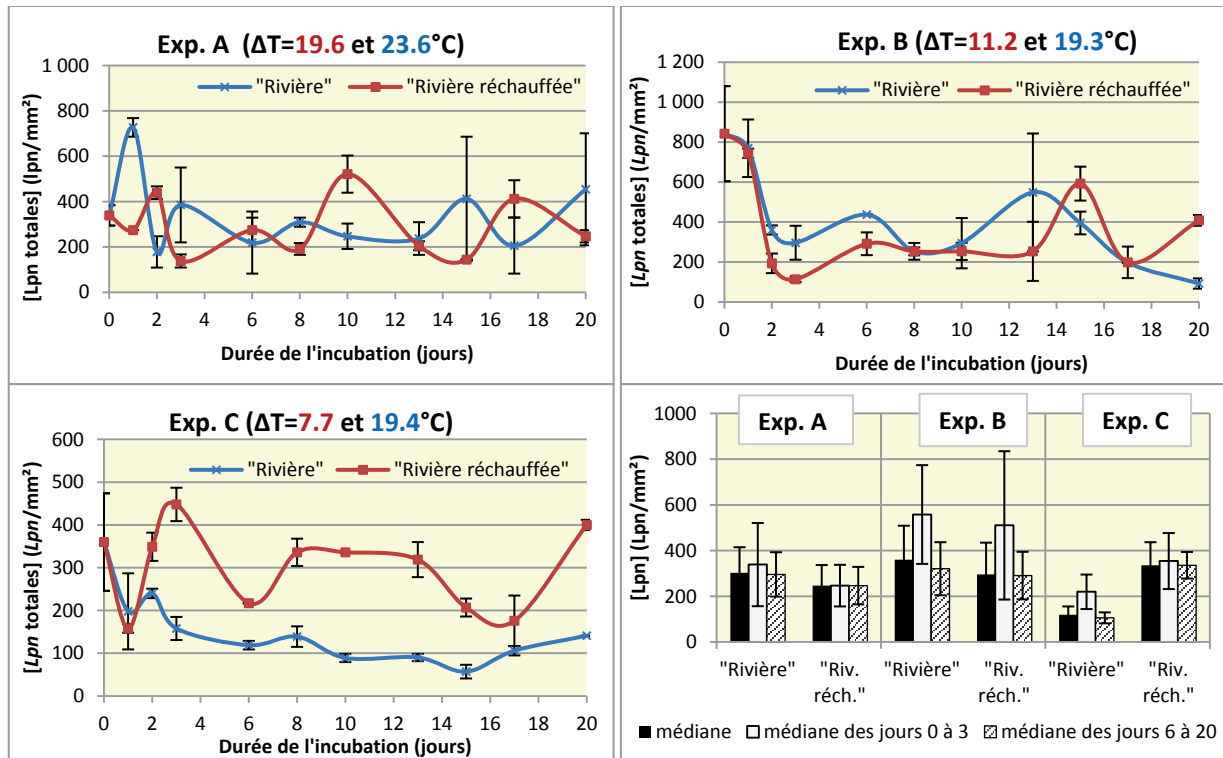 Exp. A (ΔT=19.6 et 23.6°C)
"Rivière" "Rivière réchauffée"
[Lpn totales] (lpn/mm²)
1 000
800
600
400
200
0
0 2 4 6 8 10 12 14 16 18 20
Durée de l'incubation (jours)
Exp. B (ΔT=11.2 et 19.3°C)
"Rivière" "Rivière réchauffée"
[Lpn totales] (Lpn/mm²)
1 200
1 000
800
600
400
200
0
0 2 4 6 8 10 12 14 16 18 20
Durée de l'incubation (jours)
Exp. C (ΔT=7.7 et 19.4°C)
"Rivière" "Rivière réchauffée"
[Lpn totales] (Lpn/mm²)
600
500
400
300
200
100
0
0 2 4 6 8 10 12 14 16 18 20
Durée de l'incubation (jours)
Exp. A Exp. B Exp. C
[Lpn] (Lpn/mm²)
1000
800
600
400
200
0
"Rivière" "Riv. réch." "Rivière" "Riv. réch." "Rivière" "Riv. réch."
médiane médiane des jours 0 à 3 médiane des jours 6 à 20